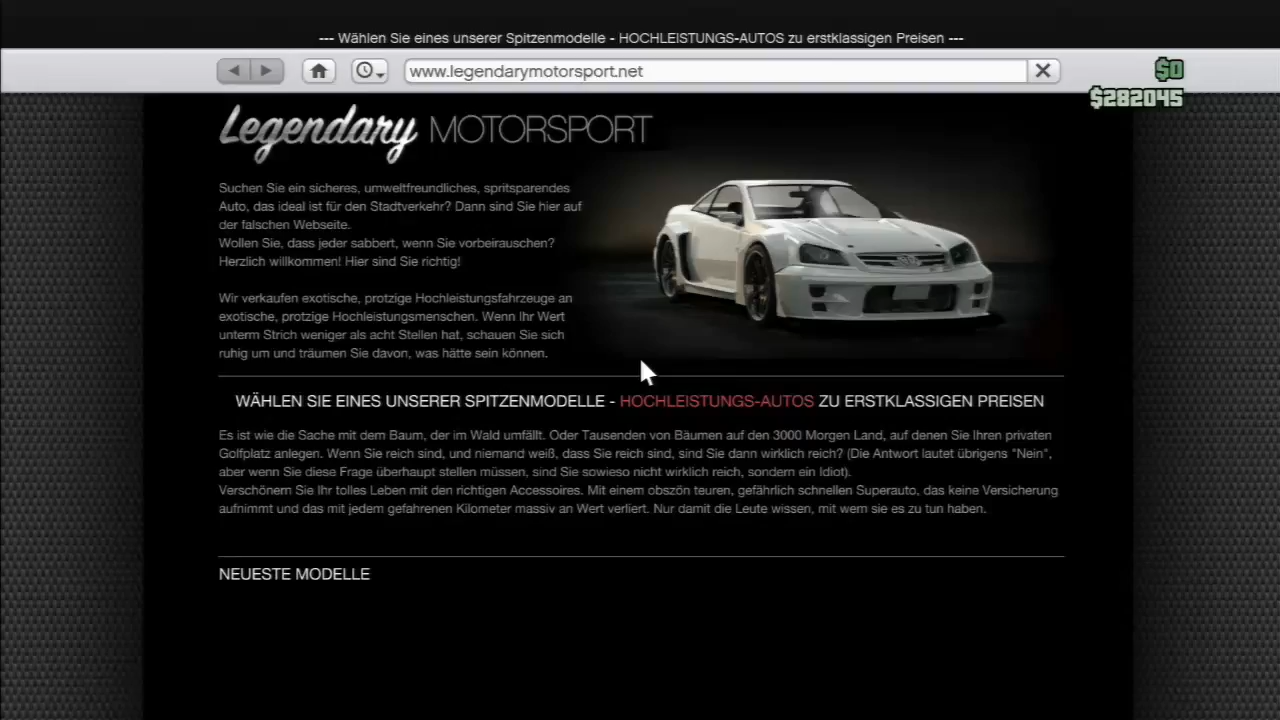 --- Wählen Sie eines unserer Spitzenmodelle - HOCHLEISTUNGS-AUTOS zu erstklassigen Preisen ---
www.legendarymotorsport.net
$0
$282045
Legendary MOTORSPORT
Suchen Sie ein sicheres, umweltfreundliches, spritsparendes
Auto, das ideal ist für den Stadtverkehr? Dann sind Sie hier auf
der falschen Webseite.
Wollen Sie, dass jeder sabbert, wenn Sie vorbeirauschen?
Herzlich willkommen! Hier sind Sie richtig!
Wir verkaufen exotische, protzige Hochleistungsfahrzeuge an
exotische, protzige Hochleistungsmenschen. Wenn Ihr Wert
unterm Strich weniger als acht Stellen hat, schauen Sie sich
ruhig um und träumen Sie davon, was hätte sein können.
WÄHLEN SIE EINES UNSERER SPITZENMODELLE - HOCHLEISTUNGS-AUTOS ZU ERSTKLASSIGEN PREISEN
Es ist wie die Sache mit dem Baum, der im Wald umfällt. Oder Tausenden von Bäumen auf den 3000 Morgen Land, auf denen Sie Ihren privaten
Golfplatz anlegen. Wenn Sie reich sind, und niemand weiß, dass Sie reich sind, sind Sie dann wirklich reich? (Die Antwort lautet übrigens "Nein",
aber wenn Sie diese Frage überhaupt stellen müssen, sind Sie sowieso nicht wirklich reich, sondern ein Idiot).
Verschönern Sie Ihr tolles Leben mit den richtigen Accessoires. Mit einem obszön teuren, gefährlich schnellen Superauto, das keine Versicherung
aufnimmt und das mit jedem gefahrenen Kilometer massiv an Wert verliert. Nur damit die Leute wissen, mit wem sie es zu tun haben.
NEUESTE MODELLE